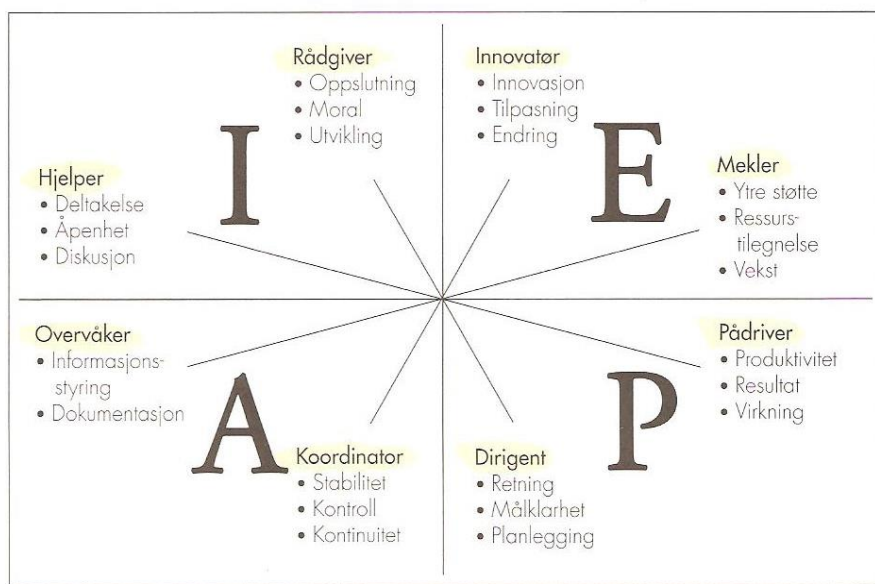 Rådgiver
• Oppslutning
• Moral
• Utvikling
I
Hjelper
• Deltakelse
• Åpenhet
• Diskusjon
Innovatør
• Innovasjon
• Tilpasning
• Endring
E
Mekler
• Ytre støtte
• Ressurs-
tilegnelse
• Vekst
Overvåker
• Informasjons-
styring
• Dokumentasjon
A
Koordinator
• Stabilitet
• Kontroll
• Kontinuitet
Pådriver
• Produktivitet
• Resultat
• Virkning
P
Dirigent
• Retning
• Målklarhet
• Planlegging